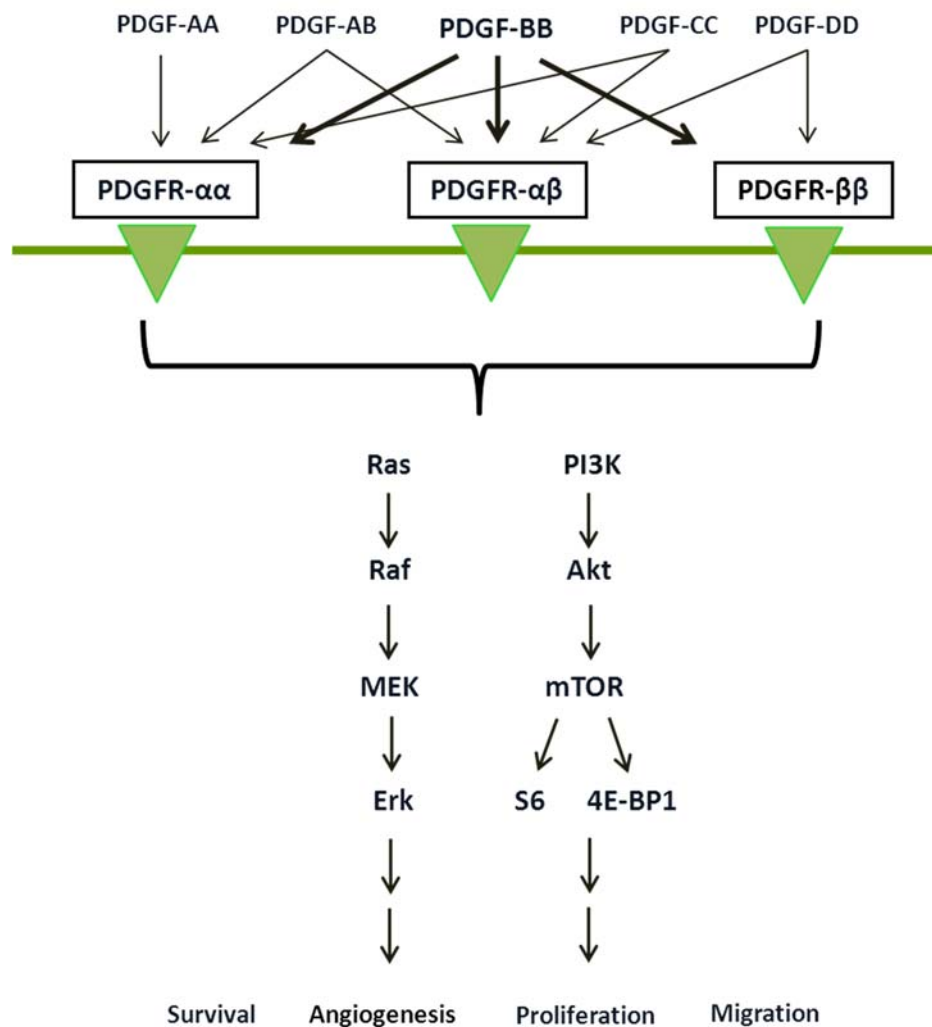 PDGF-AA PDGF-AB PDGF-BB PDGF-CC PDGF-DD
PDGFR-αα PDGFR-αβ PDGFR-ββ
Ras PI3K
Raf Akt
MEK mTOR
Erk S6 4E-BP1
Survival Angiogenesis Proliferation Migration